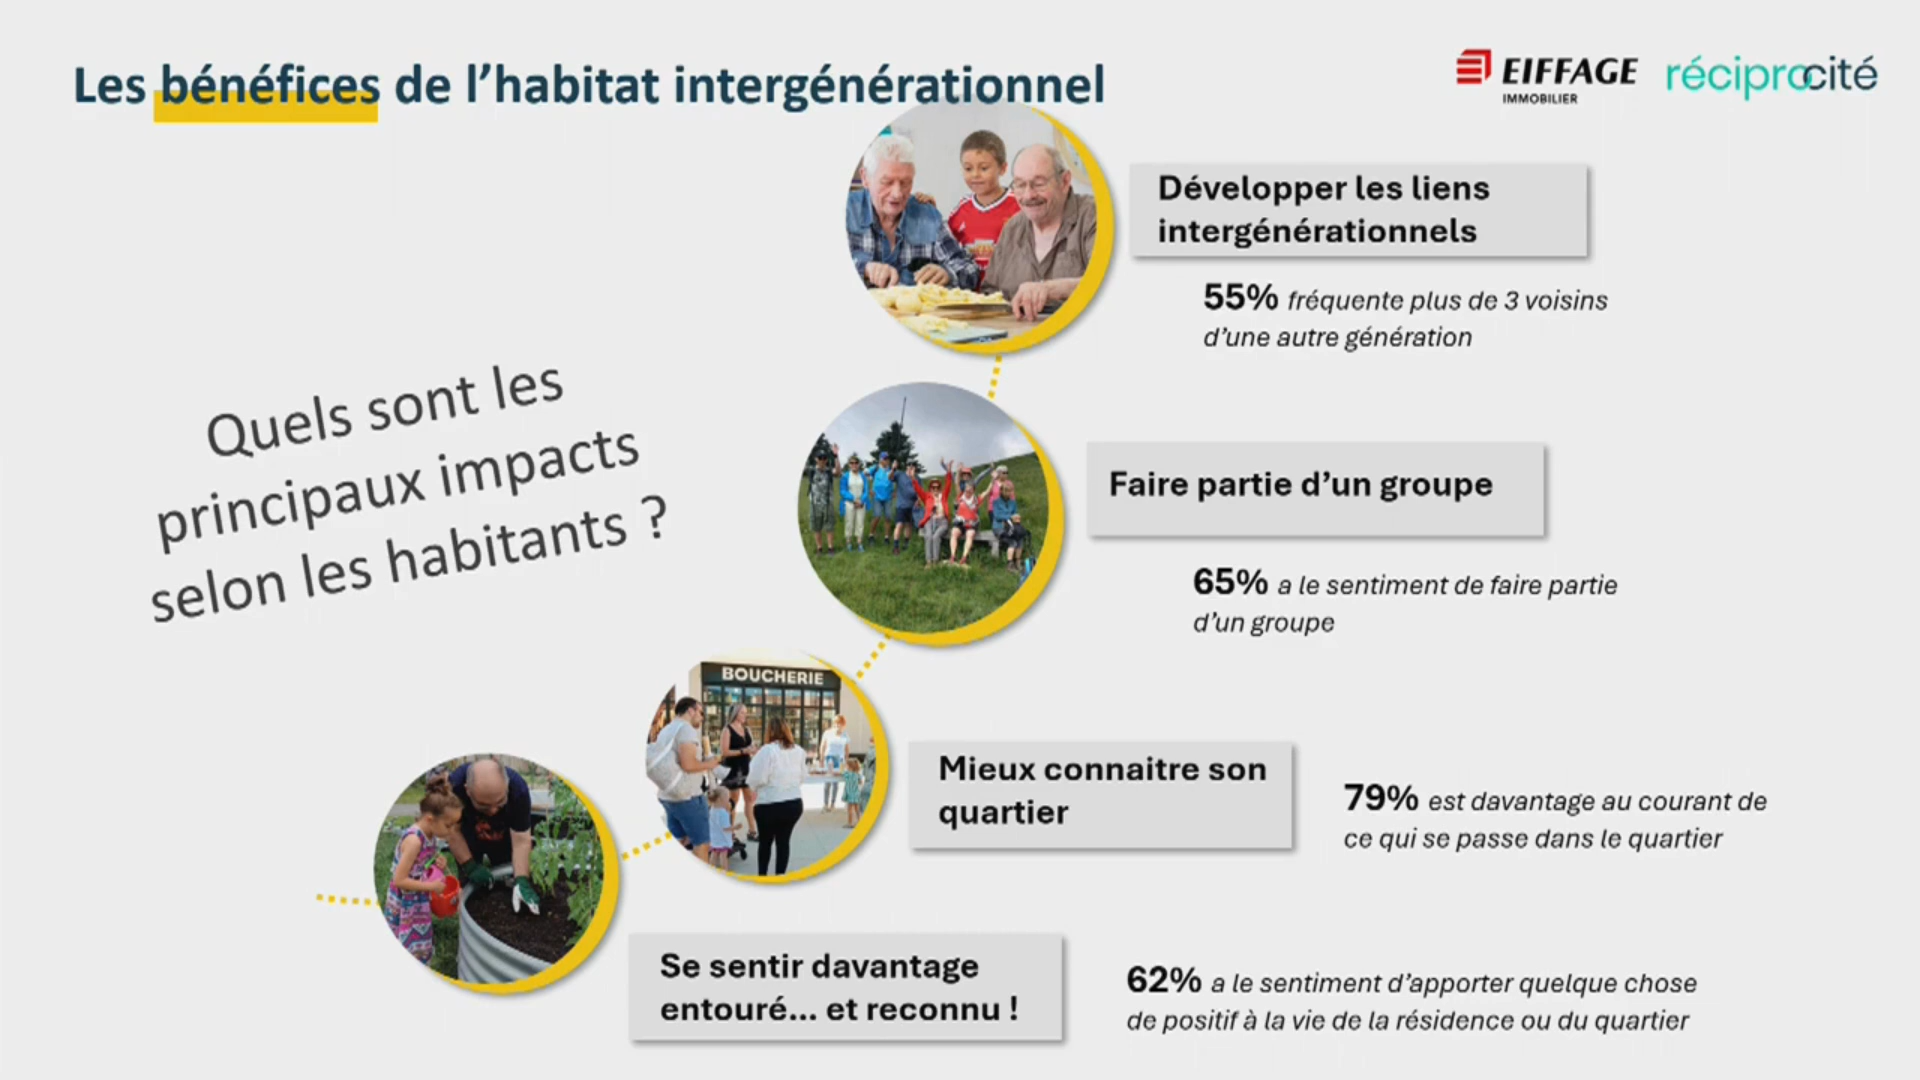 Les bénéfices de l’habitat intergénérationnel
EIFFAGE
IMMOBILIER
réciprocité
Développer les liens
intergénérationnels
55% fréquente plus de 3 voisins
d’une autre génération
Quels sont les
principaux impacts
selon les habitants ?
Faire partie d’un groupe
65% a le sentiment de faire partie
d’un groupe
BOUCHERIE
Mieux connaitre son
quartier
79% est davantage au courant de
ce qui se passe dans le quartier
Se sentir davantage
entouré... et reconnu !
62% a le sentiment d’apporter quelque chose
de positif à la vie de la résidence ou du quartier